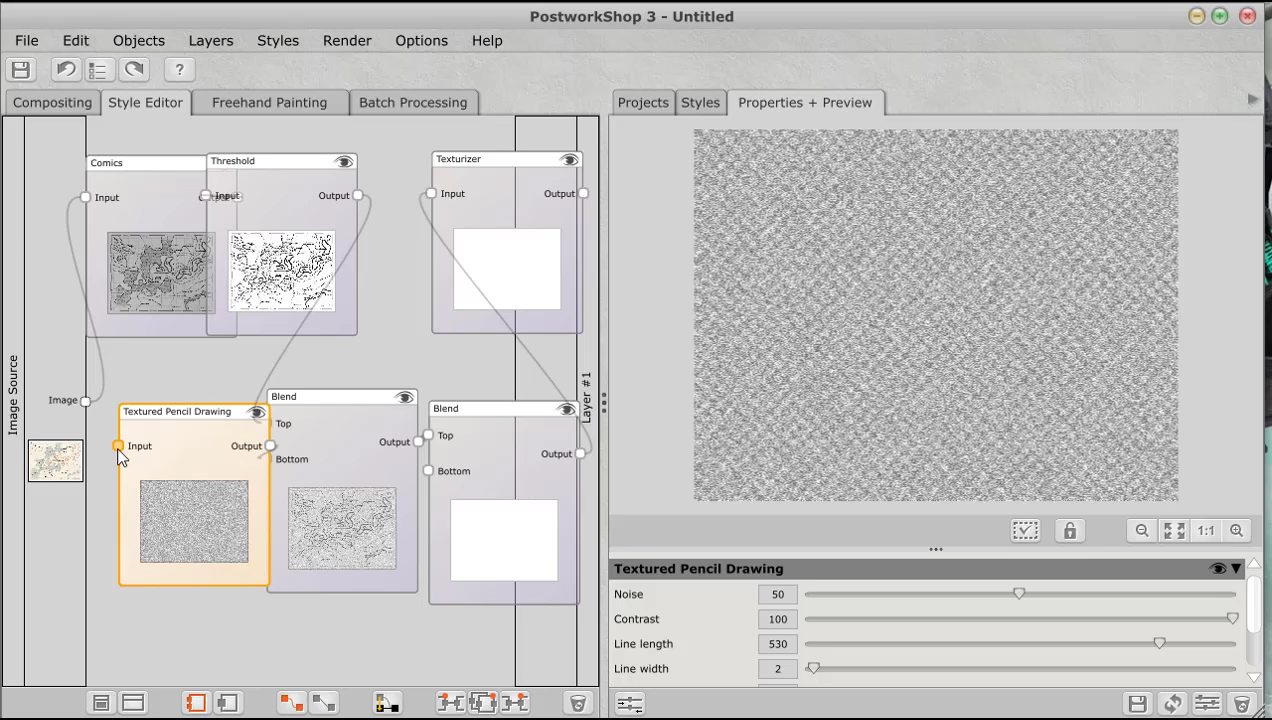 PostworkShop 3 - Untitled
File Edit Objects Layers Styles Render Options Help
?
Compositing Style Editor Freehand Painting Batch Processing
Projects Styles Properties + Preview
Image Source
Image
Comics
Input
Threshold
Input Output
Texturizer
Input Output
Textured Pencil Drawing
Input Output
Blend
Top
Output
Bottom
Blend
Top
Output
Bottom
Layer #1
1:1
Textured Pencil Drawing
Noise 50
Contrast 100
Line length 530
Line width 2